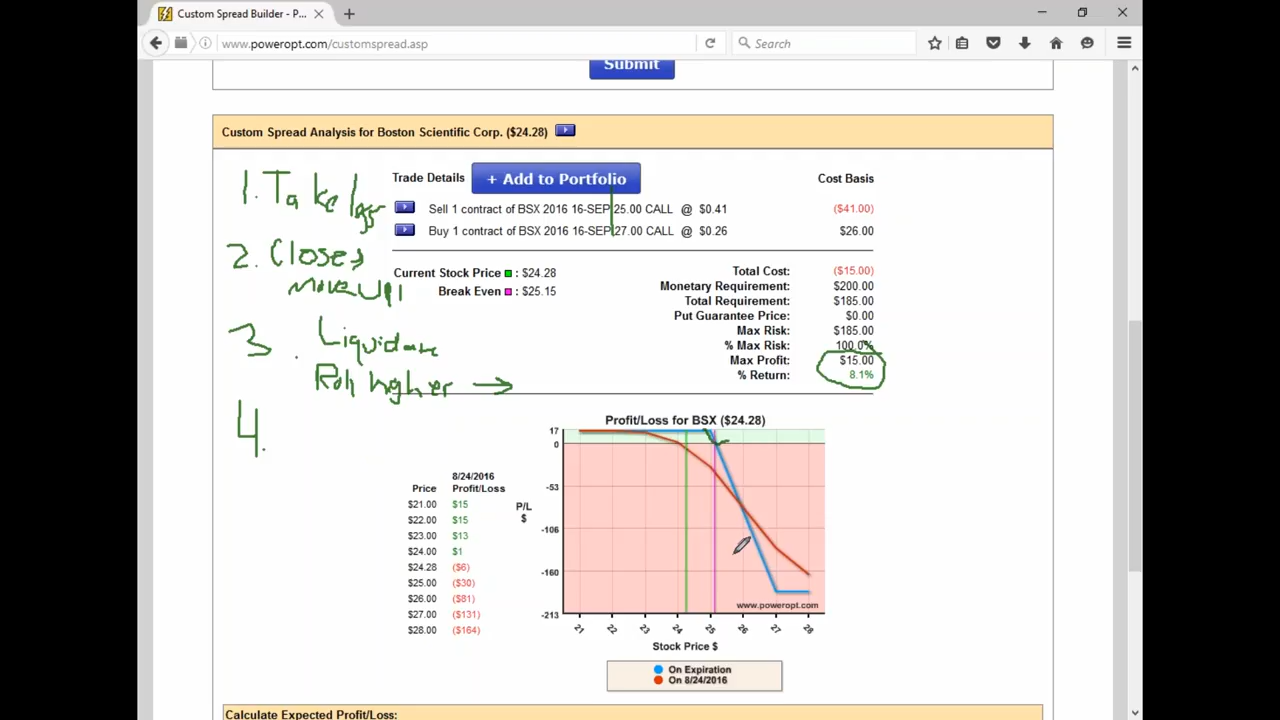 Custom Spread Builder - P...
www.poweropt.com/customspread.asp
Search
Submit
Custom Spread Analysis for Boston Scientific Corp. ($24.28)
Trade Details
+ Add to Portfolio
Cost Basis
Sell 1 contract of BSX 2016 16-SEP 25.00 CALL @ $0.41 ($41.00)
Buy 1 contract of BSX 2016 16-SEP 27.00 CALL @ $0.26 $26.00
Current Stock Price : $24.28
Break Even : $25.15
Total Cost: ($15.00)
Monetary Requirement: $200.00
Total Requirement: $185.00
Put Guarantee Price: $0.00
Max Risk: $185.00
% Max Risk: 100.0%
Max Profit: $15.00
% Return: 8.1%
1. Take loss
2. Closes
Move up!
3. Liquidate
Roll higher →
4.
Profit/Loss for BSX ($24.28)
17
0
-53
-106
-160
-213
P/L
$
21 22 23 24 25 26 27 28
www.poweropt.com
Stock Price $
On Expiration
On 8/24/2016
8/24/2016
Price Profit/Loss
$21.00 $15
$22.00 $15
$23.00 $13
$24.00 $1
$24.28 ($6)
$25.00 ($30)
$26.00 ($81)
$27.00 ($131)
$28.00 ($164)
Calculate Expected Profit/Loss: